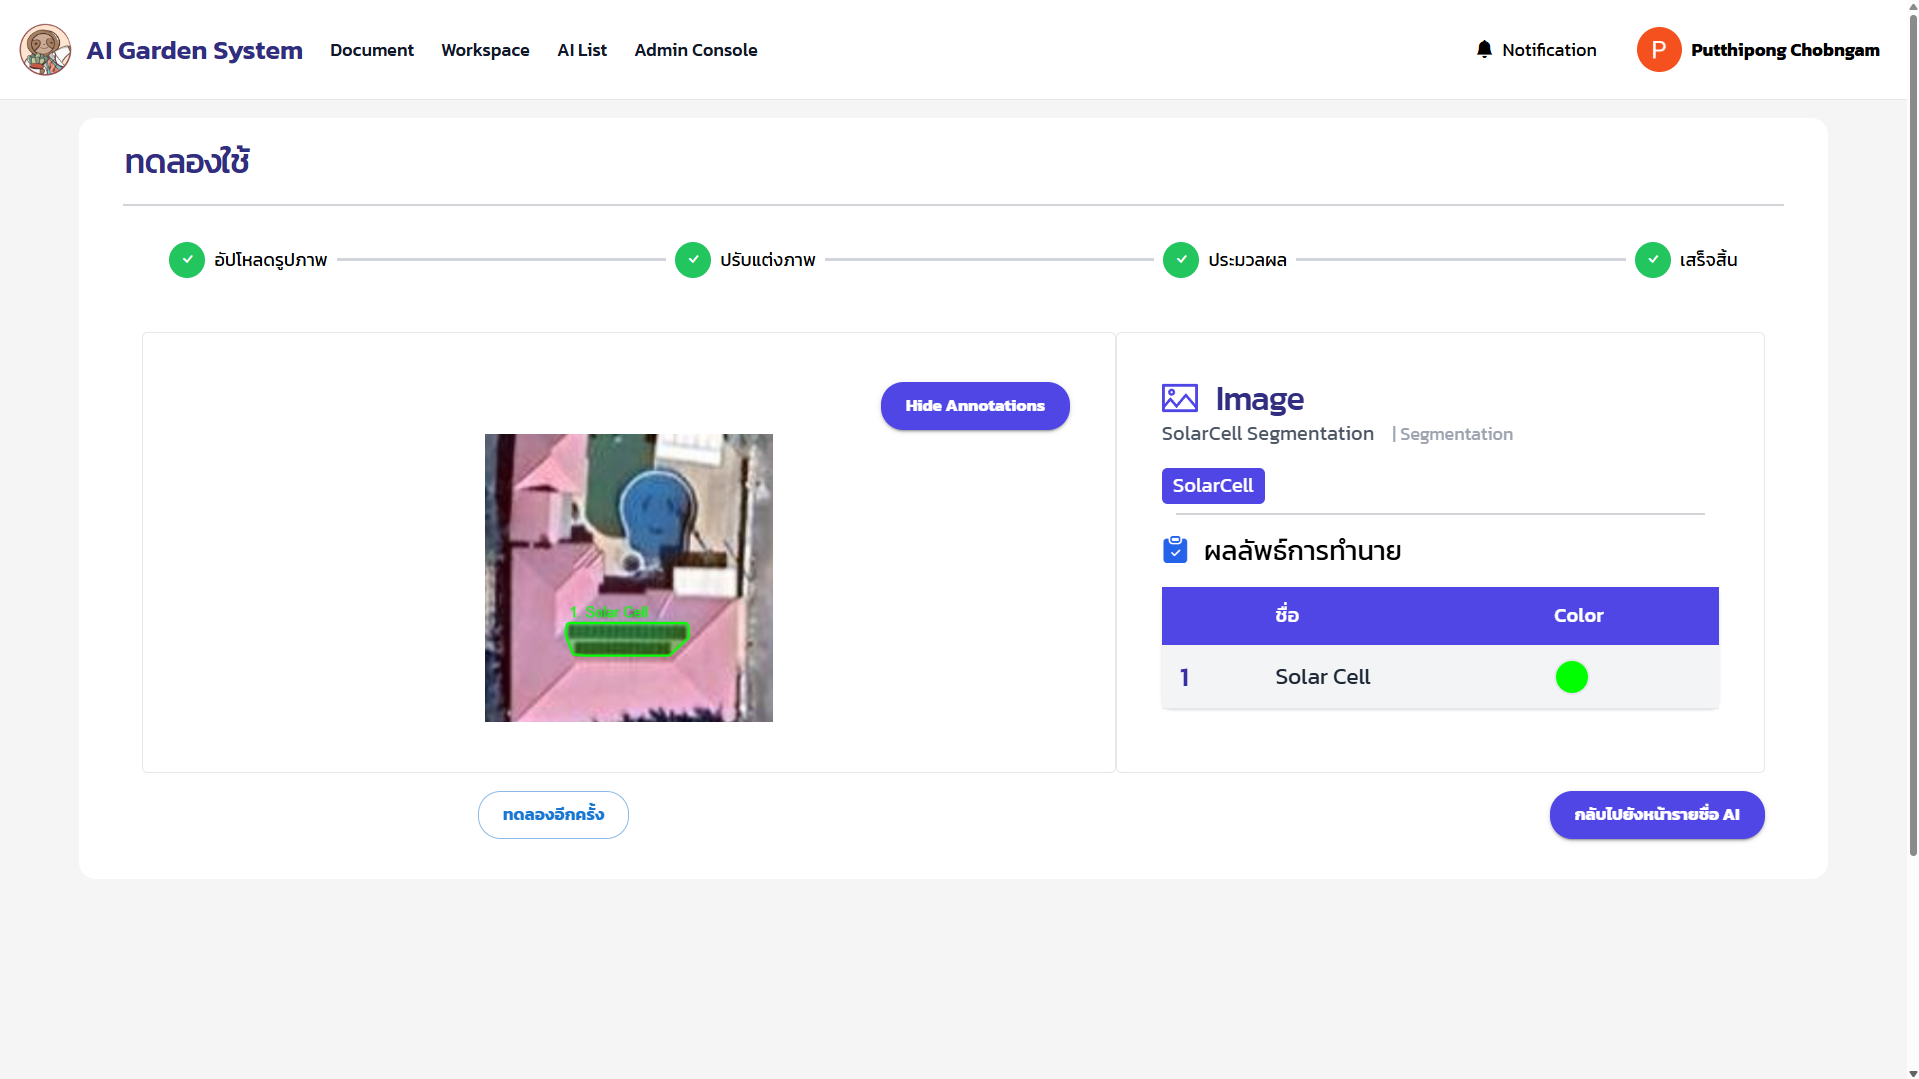 AI Garden System
Document
Workspace
AI List
Admin Console
Notification
P
Putthipong Chobngam
ทดลองใช้
อัปโหลดรูปภาพ
ปรับแต่งภาพ
ประมวลผล
เสร็จสิ้น
Hide Annotations
1. Solar Cell
Image
SolarCell Segmentation | Segmentation
SolarCell
ผลลัพธ์การทำนาย
ชื่อ Color
1 Solar Cell
ทดลองอีกครั้ง
กลับไปยังหน้ารายชื่อ AI